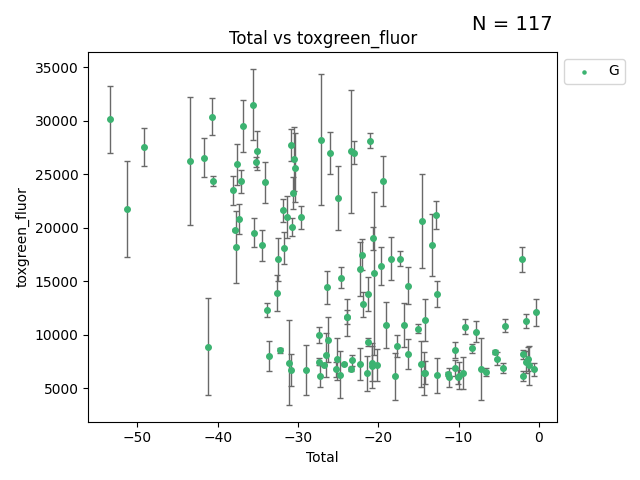 N = 117
Total vs toxgreen_fluor
G
35000
30000
25000
20000
15000
10000
5000
toxgreen_fluor
−50 −40 −30 −20 −10 0
Total